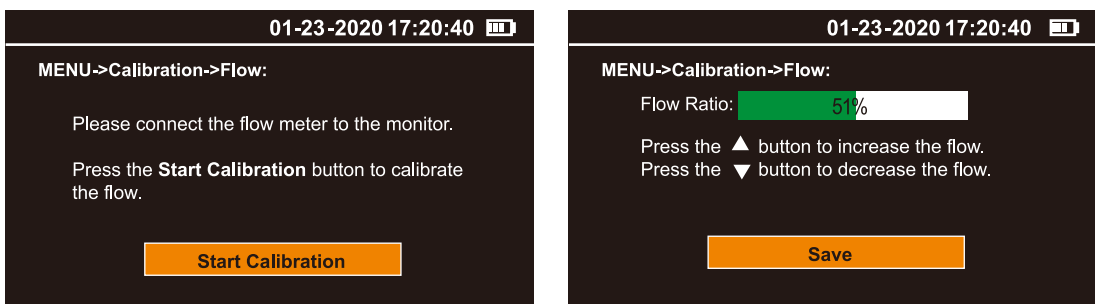 01-23-2020 17:20:40
MENU->Calibration->Flow:
Please connect the flow meter to the monitor.
Press the Start Calibration button to calibrate
the flow.
Start Calibration
01-23-2020 17:20:40
MENU->Calibration->Flow:
Flow Ratio: 51%
Press the ▲ button to increase the flow.
Press the ▼ button to decrease the flow.
Save